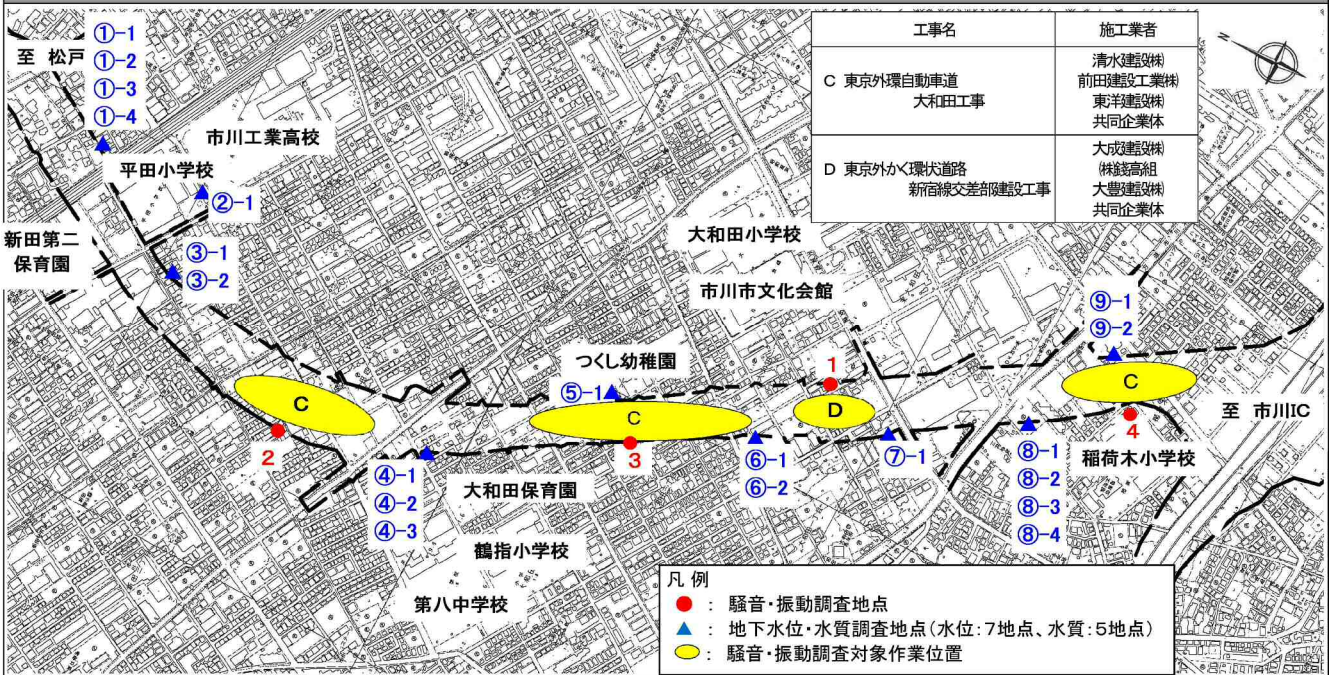 至 松戸
①-1
①-2
①-3
①-4
市川工業高校
平田小学校
②-1
新田第二
保育園
③-1
③-2
工事名
施工業者
C 東京外環自動車道
大和田工事
清水建設㈱
前田建設工業㈱
東洋建設㈱
共同企業体
D 東京外かく環状道路
新宿線交差部建設工事
大成建設㈱
㈱錢高組
大豊建設㈱
共同企業体
N
大和田小学校
市川市文化会館
つくし幼稚園
⑤-1
1
⑨-1
⑨-2
C
C
D
C
至 市川IC
2
3
4
④-1
④-2
④-3
大和田保育園
⑥-1
⑥-2
⑦-1
⑧-1
⑧-2
⑧-3
⑧-4
稲荷木小学校
鶴指小学校
第八中学校
凡 例
： 騒音・振動調査地点
： 地下水位・水質調査地点(水位:7地点、水質:5地点)
： 騒音・振動調査対象作業位置